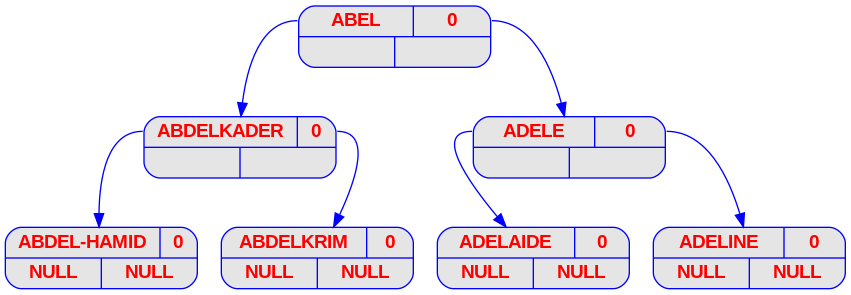 ABEL 0
ABDELKADER 0
ADELE 0
ABDEL-HAMID 0
NULL NULL
ABDELKRIM 0
NULL NULL
ADELAIDE 0
NULL NULL
ADELINE 0
NULL NULL